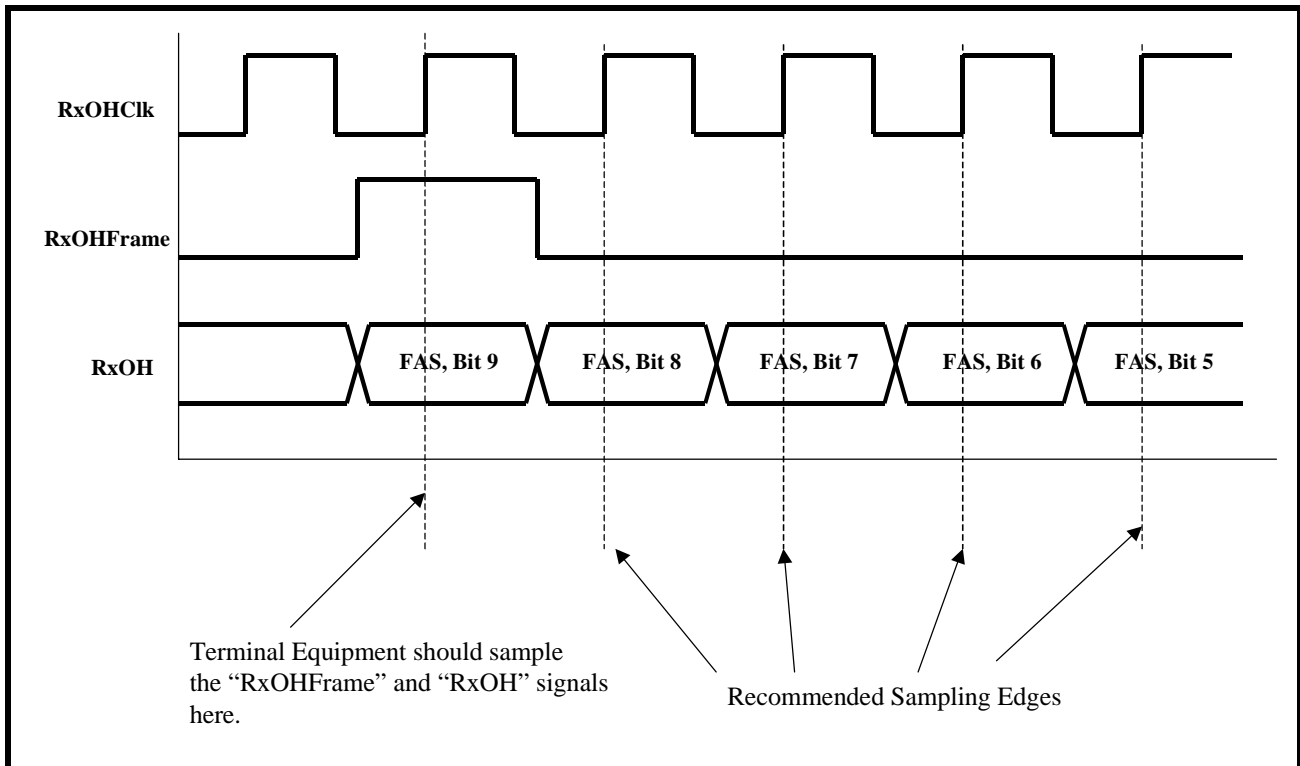 RxOHClk
RxOHFrame
RxOH
FAS, Bit 9
FAS, Bit 8
FAS, Bit 7
FAS, Bit 6
FAS, Bit 5
Terminal Equipment should sample
the “RxOHFrame” and “RxOH” signals
here.
Recommended Sampling Edges